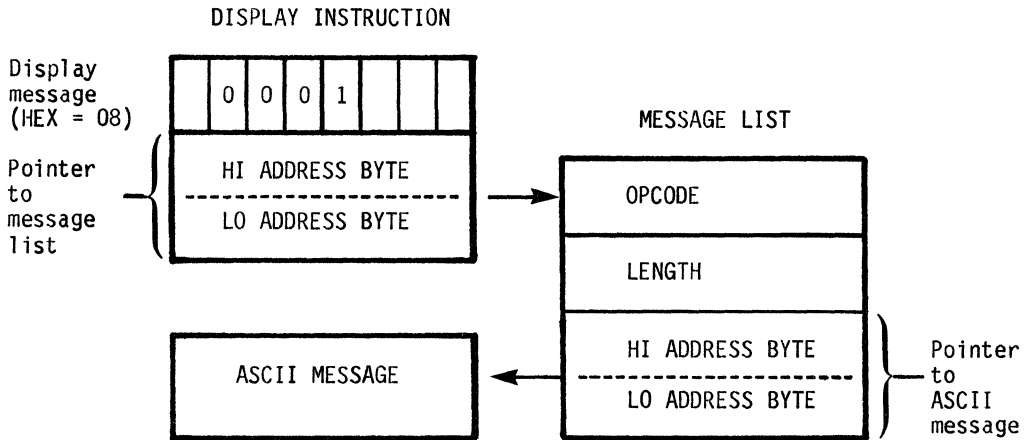 DISPLAY INSTRUCTION
Display
message
(HEX = 08)
0 0 0 1
Pointer
to
message
list
HI ADDRESS BYTE
LO ADDRESS BYTE
MESSAGE LIST
OPCODE
LENGTH
HI ADDRESS BYTE
LO ADDRESS BYTE
Pointer
to
ASCII
message
ASCII MESSAGE